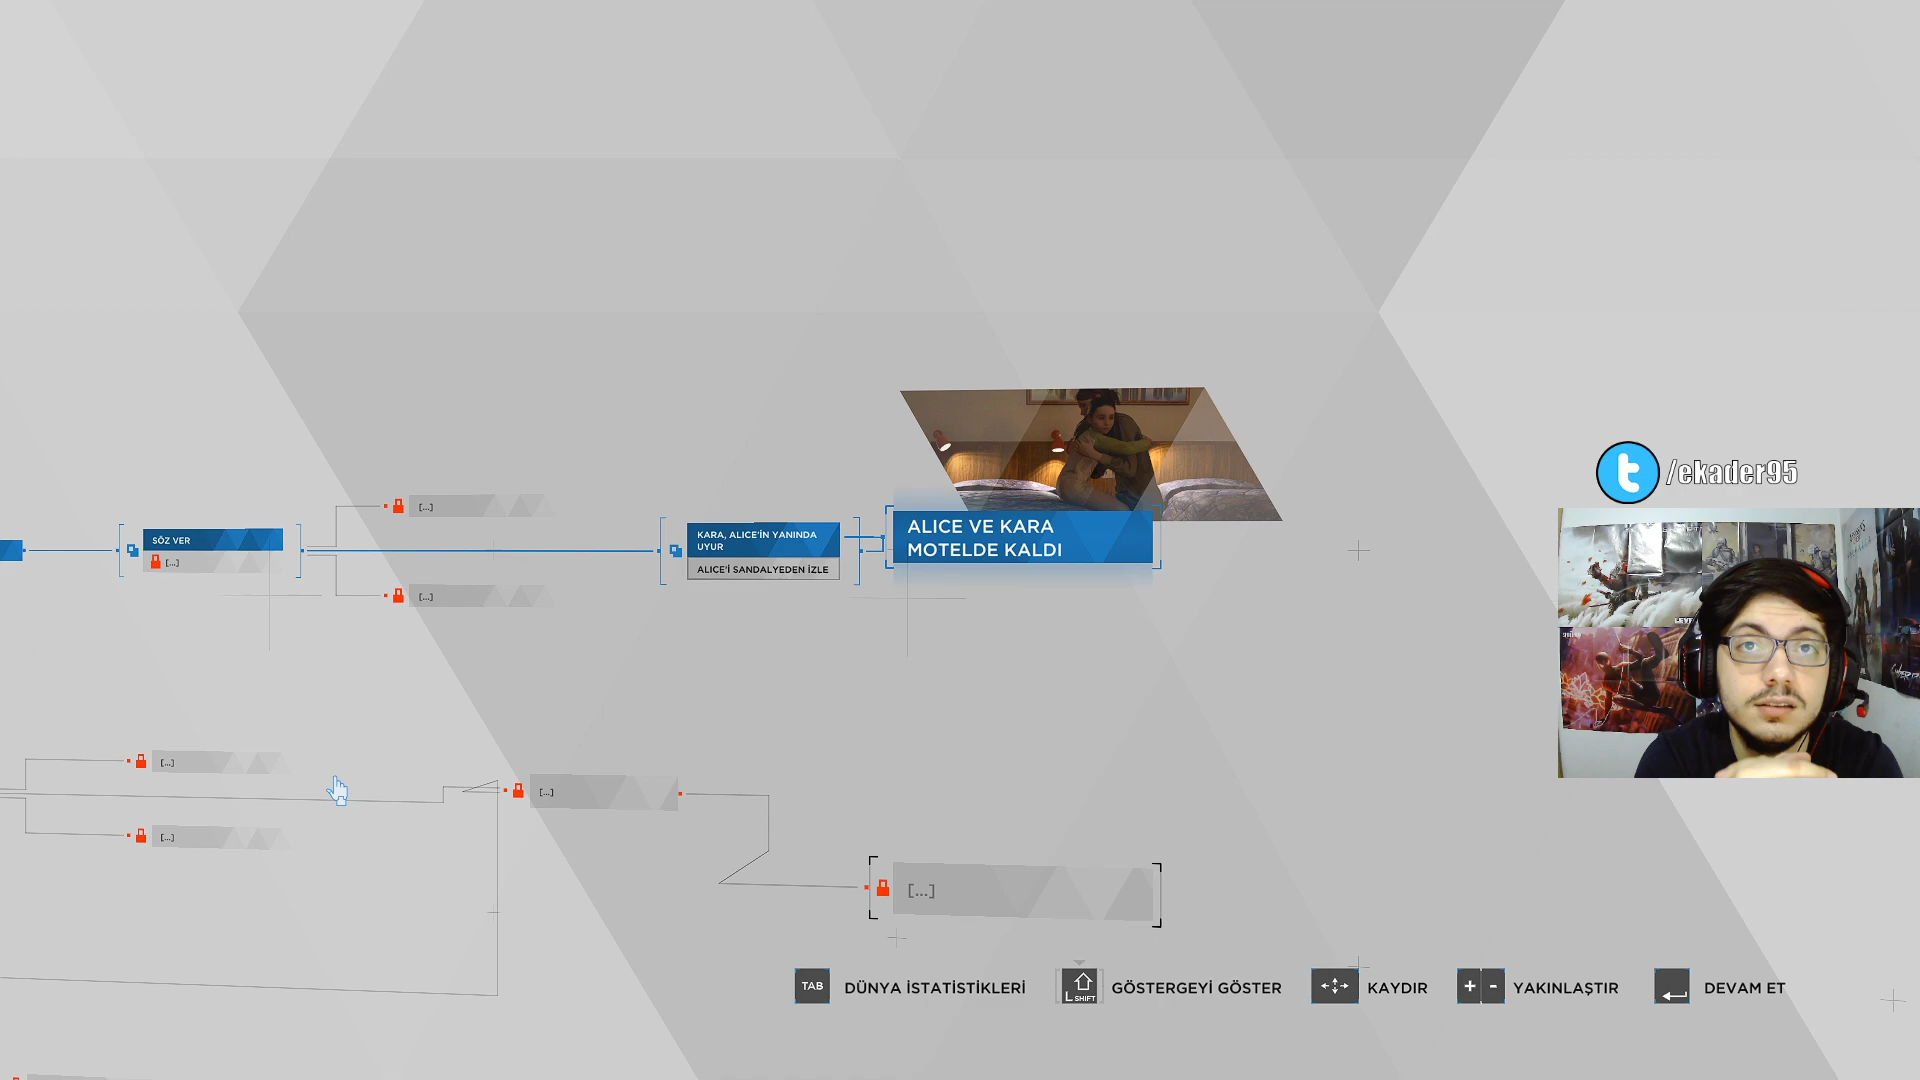 /ekader95
[...]
SÖZ VER
[...]
[...]
KARA, ALICE'İN YANINDA
UYUR
ALICE'İ SANDALYEDEN İZLE
ALICE VE KARA
MOTELDE KALDI
[...]
[...]
[...]
[...]
TAB
DÜNYA İSTATİSTİKLERİ
L SHIFT
GÖSTERGEYİ GÖSTER
KAYDIR
+ -
YAKINLAŞTIR
DEVAM ET